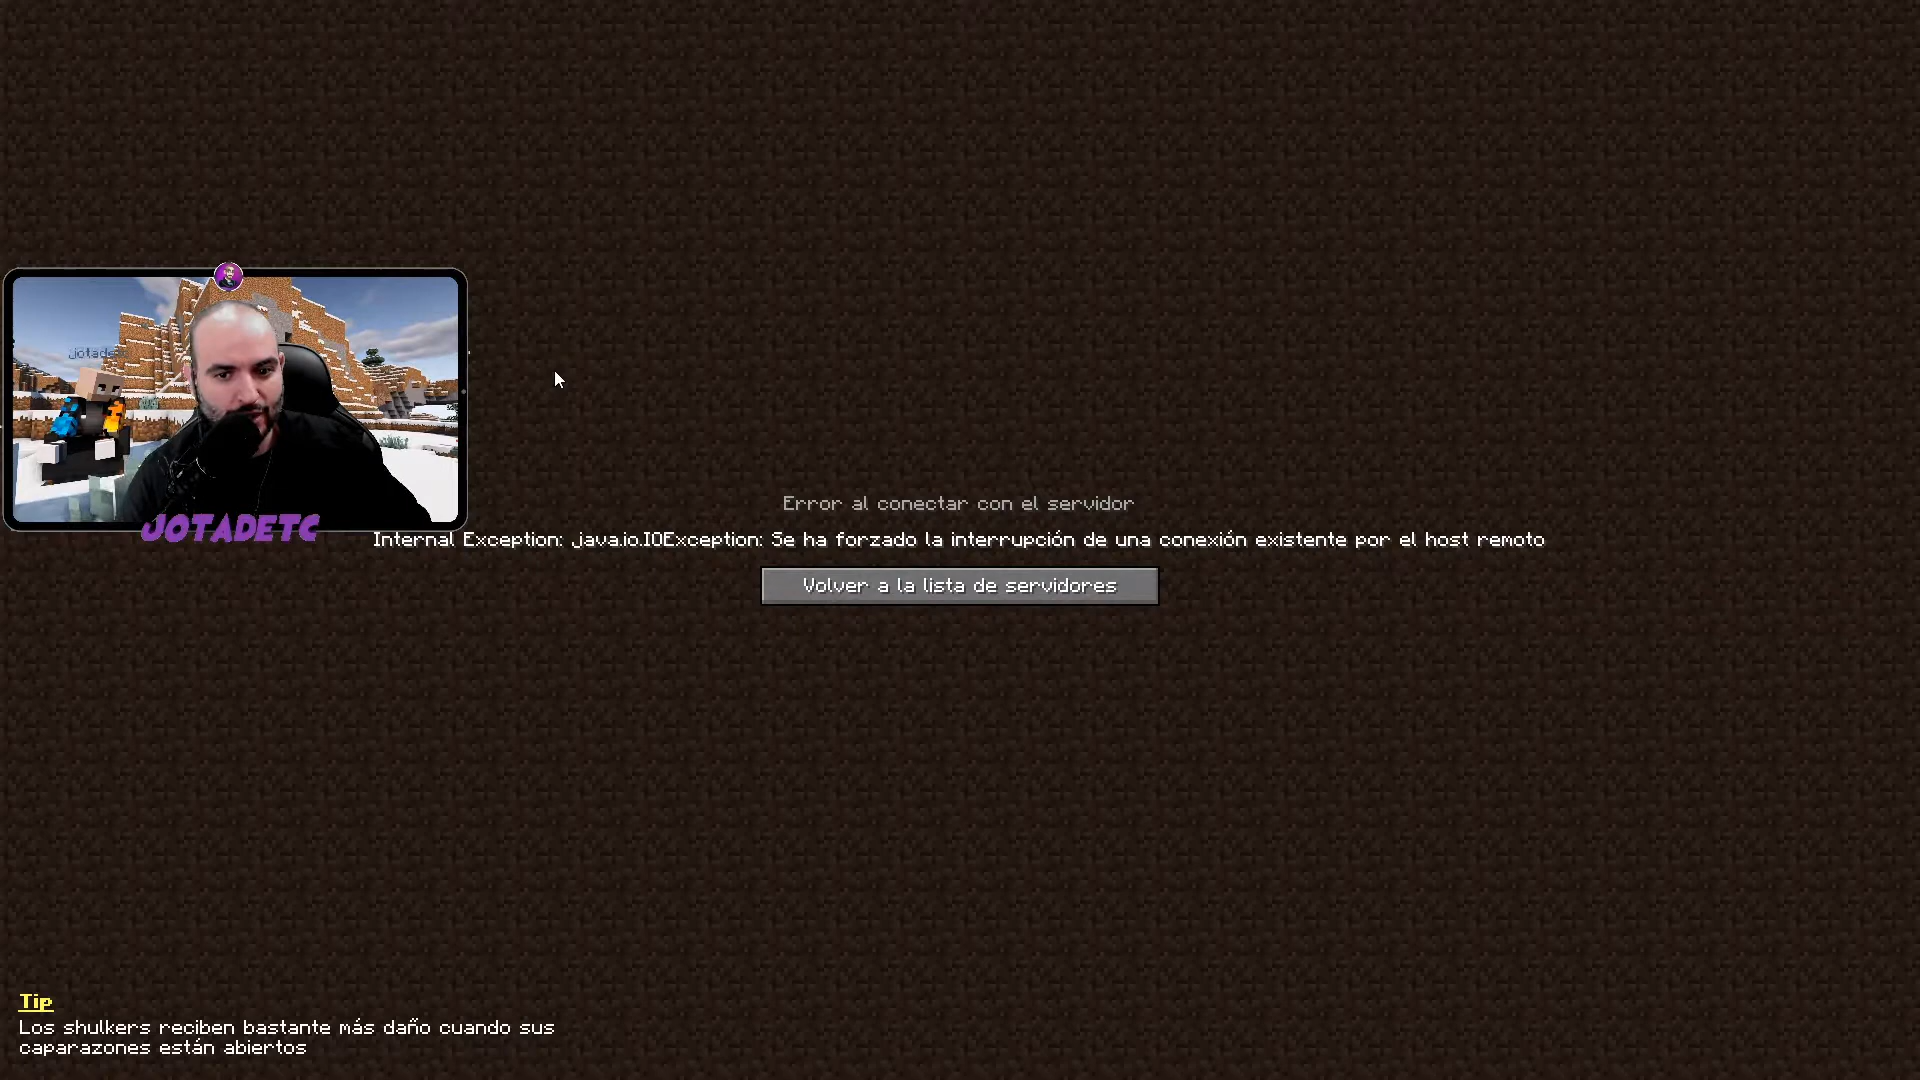 jotade
JOTADETC
Error al conectar con el servidor
Internal Exception: java.io.IOException: Se ha forzado la interrupción de una conexión existente por el host remoto
Volver a la lista de servidores
Tip
Los shulkers reciben bastante más daño cuando sus
caparazones están abiertos